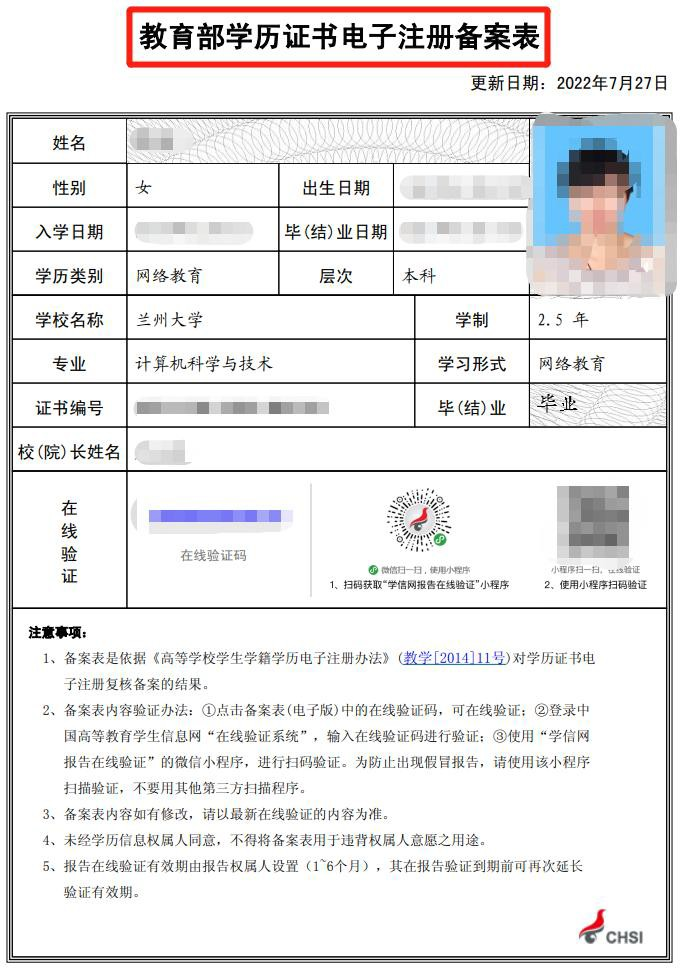 教育部学历证书电子注册备案表
更新日期：2022年7月27日
姓名
性别 女 出生日期
入学日期 毕(结)业日期
学历类别 网络教育 层次 本科
学校名称 兰州大学 学制 2.5 年
专业 计算机科学与技术 学习形式 网络教育
证书编号 毕(结)业 毕业
校(院)长姓名
在线验证
在线验证码
微信扫一扫，使用小程序
1、扫码获取“学信网报告在线验证”小程序
小程序扫一扫，在线验证
2、使用小程序扫码验证
注意事项：
1、备案表是依据《高等学校学生学籍学历电子注册办法》(教学[2014]11号)对学历证书电
子注册复核备案的结果。
2、备案表内容验证办法：①点击备案表(电子版)中的在线验证码，可在线验证；②登录中
国高等教育学生信息网“在线验证系统”，输入在线验证码进行验证；③使用“学信网
报告在线验证”的微信小程序，进行扫码验证。为防止出现假冒报告，请使用该小程序
扫描验证，不要用其他第三方扫描程序。
3、备案表内容如有修改，请以最新在线验证的内容为准。
4、未经学历信息权属人同意，不得将备案表用于违背权属人意愿之用途。
5、报告在线验证有效期由报告权属人设置（1~6个月），其在报告验证到期前可再次延长
验证有效期。
CHSI